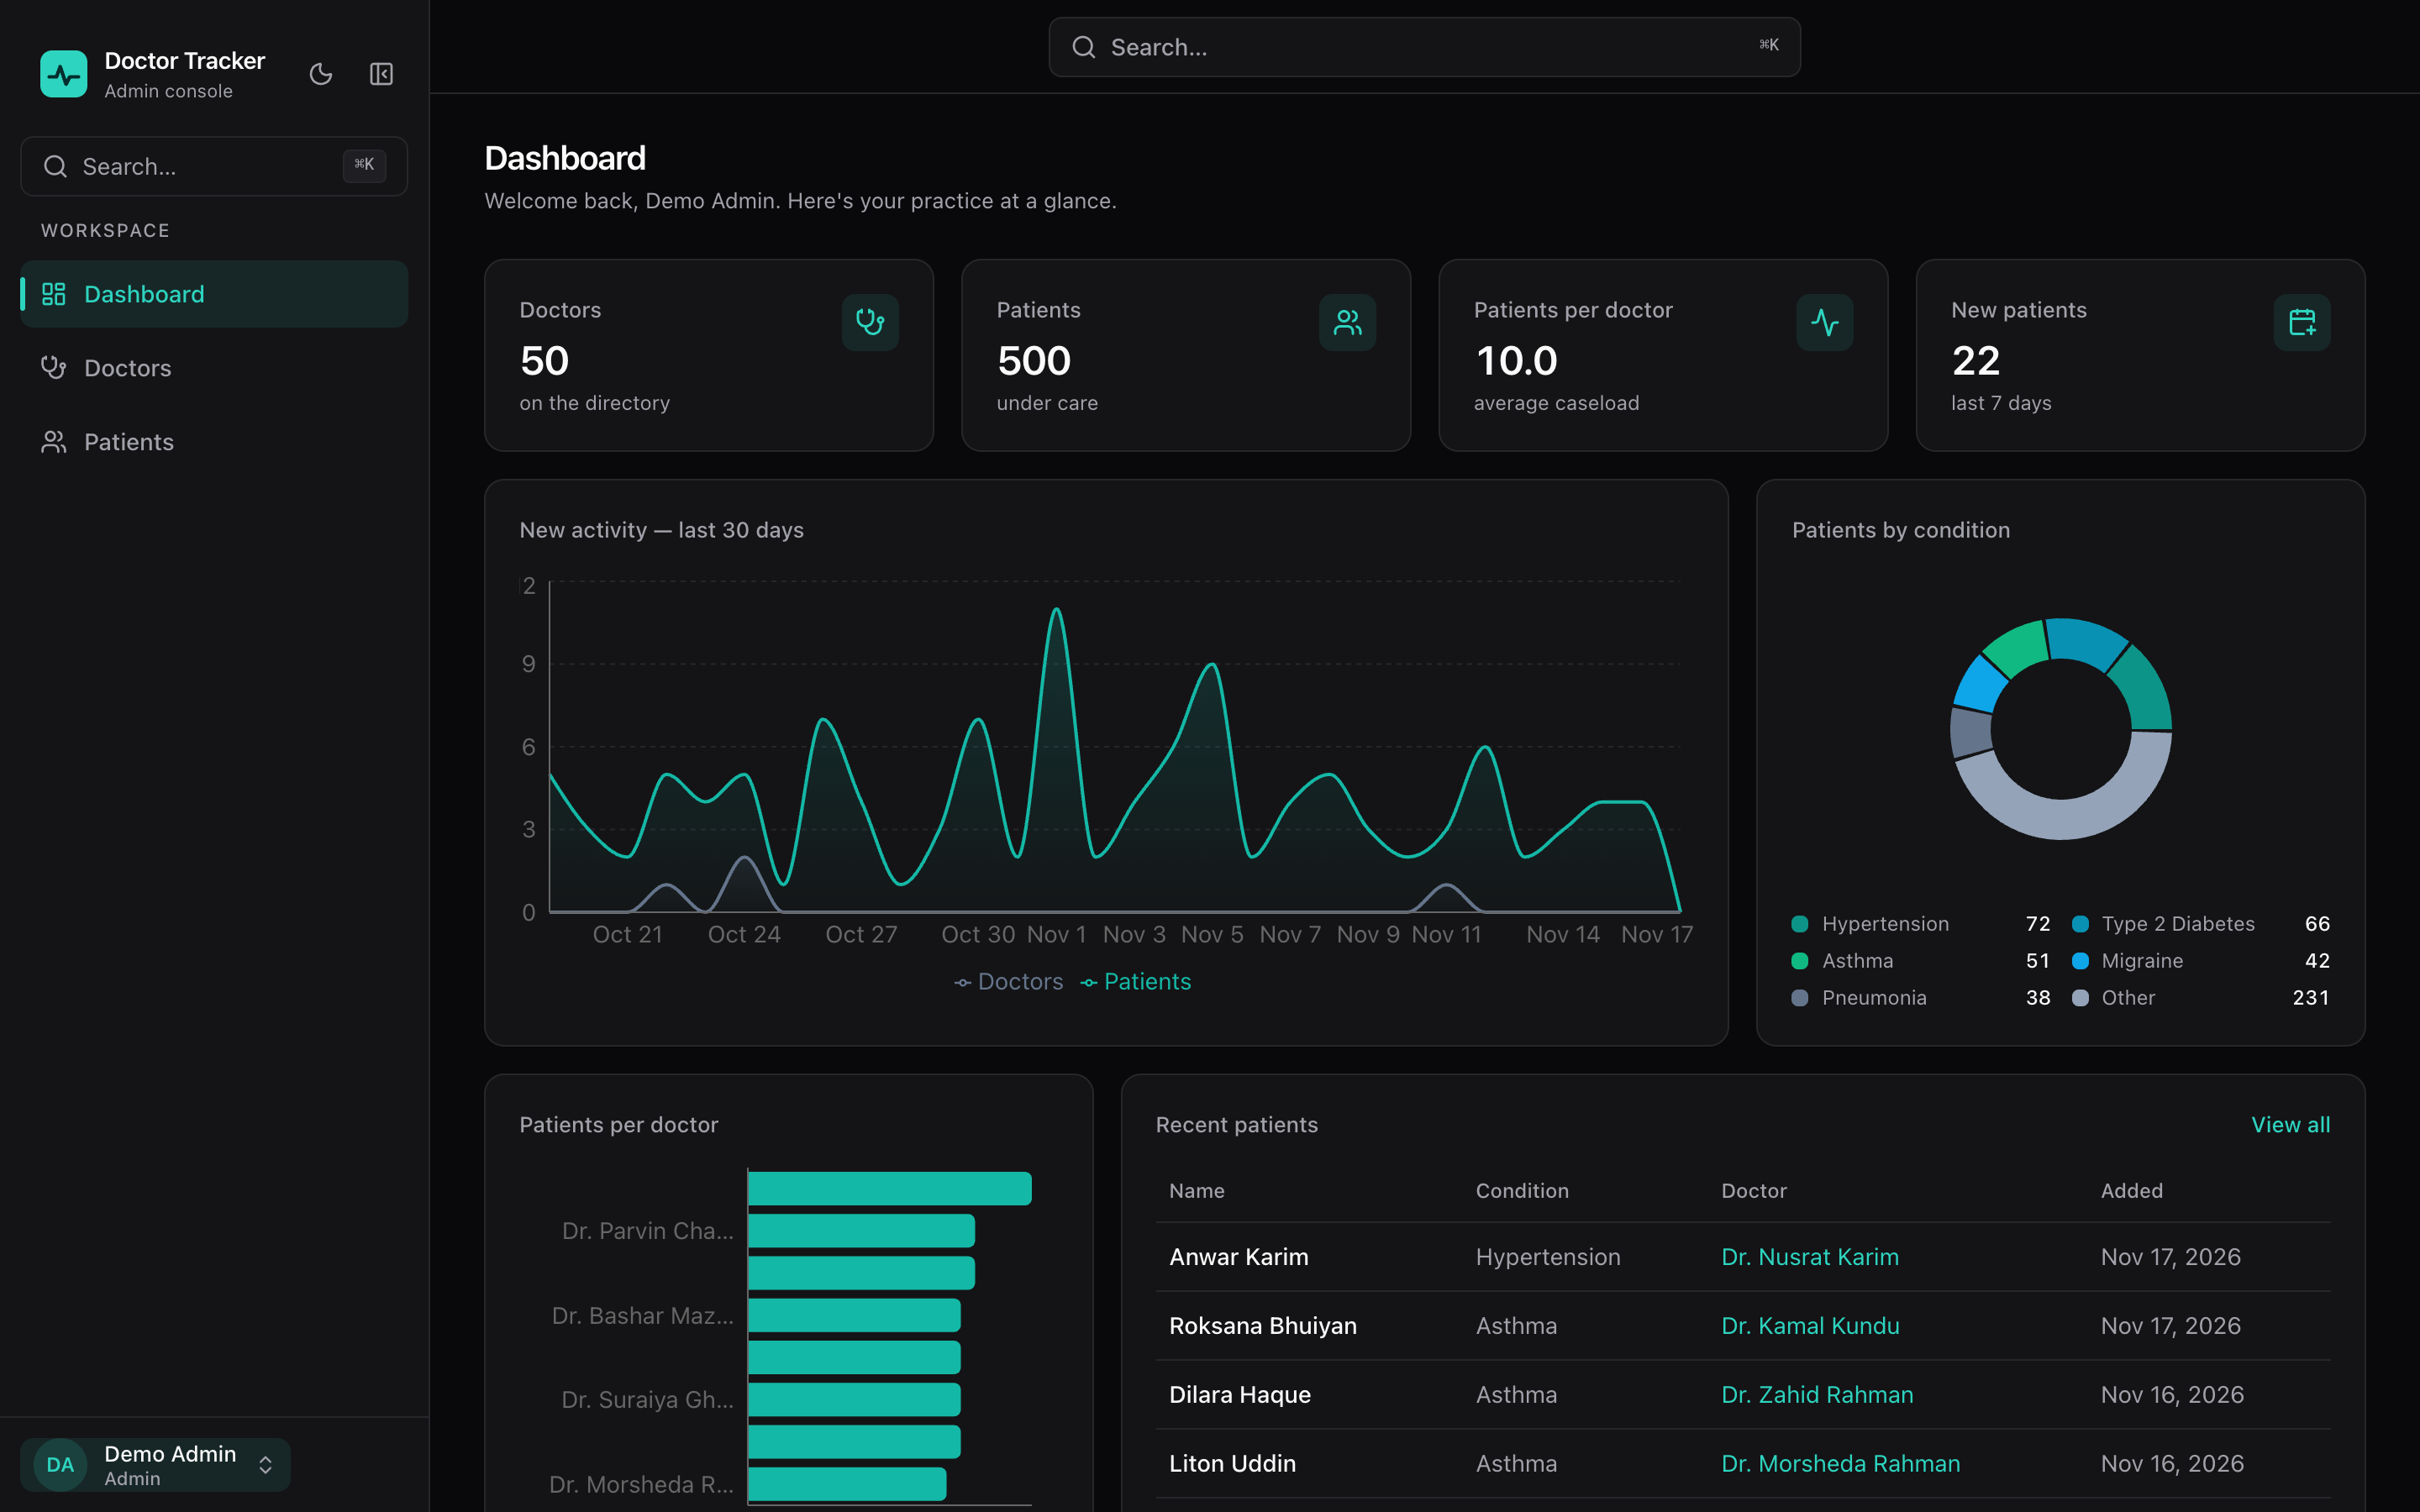 Doctor Tracker
Admin console
Search...
⌘K
WORKSPACE
Dashboard
Doctors
Patients
DA
Demo Admin
Admin
Search...
⌘K
Dashboard
Welcome back, Demo Admin. Here's your practice at a glance.
Doctors
50
on the directory
Patients
500
under care
Patients per doctor
10.0
average caseload
New patients
22
last 7 days
New activity — last 30 days
2
9
6
3
0
Oct 21 Oct 24 Oct 27 Oct 30 Nov 1 Nov 3 Nov 5 Nov 7 Nov 9 Nov 11 Nov 14 Nov 17
Doctors Patients
Patients by condition
Hypertension 72 Type 2 Diabetes 66
Asthma 51 Migraine 42
Pneumonia 38 Other 231
Patients per doctor
Dr. Parvin Cha...
Dr. Bashar Maz...
Dr. Suraiya Gh...
Dr. Morsheda R...
Recent patients
View all
Name Condition Doctor Added
Anwar Karim Hypertension Dr. Nusrat Karim Nov 17, 2026
Roksana Bhuiyan Asthma Dr. Kamal Kundu Nov 17, 2026
Dilara Haque Asthma Dr. Zahid Rahman Nov 16, 2026
Liton Uddin Asthma Dr. Morsheda Rahman Nov 16, 2026